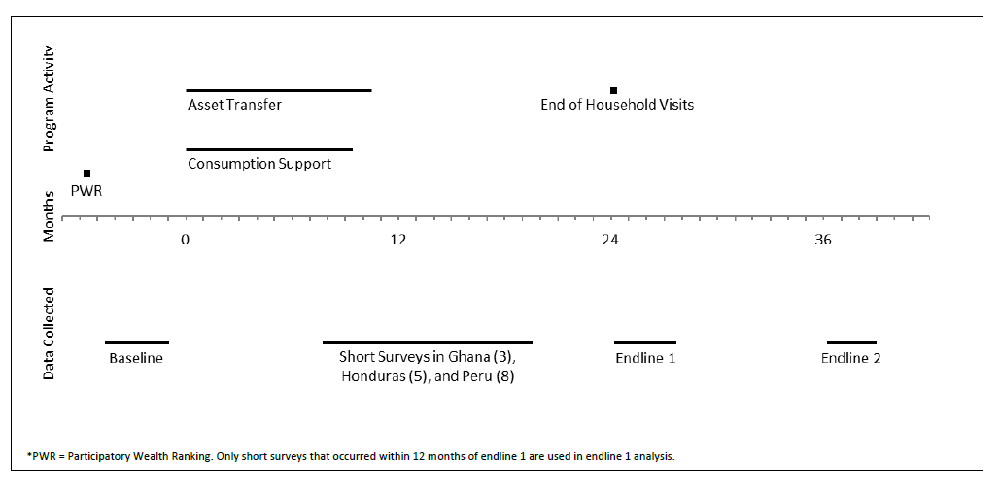 Program Activity
Asset Transfer
End of Household Visits
Consumption Support
PWR
Months
0 12 24 36
Data Collected
Baseline
Short Surveys in Ghana (3),
Honduras (5), and Peru (8)
Endline 1
Endline 2
*PWR = Participatory Wealth Ranking. Only short surveys that occurred within 12 months of endline 1 are used in endline 1 analysis.